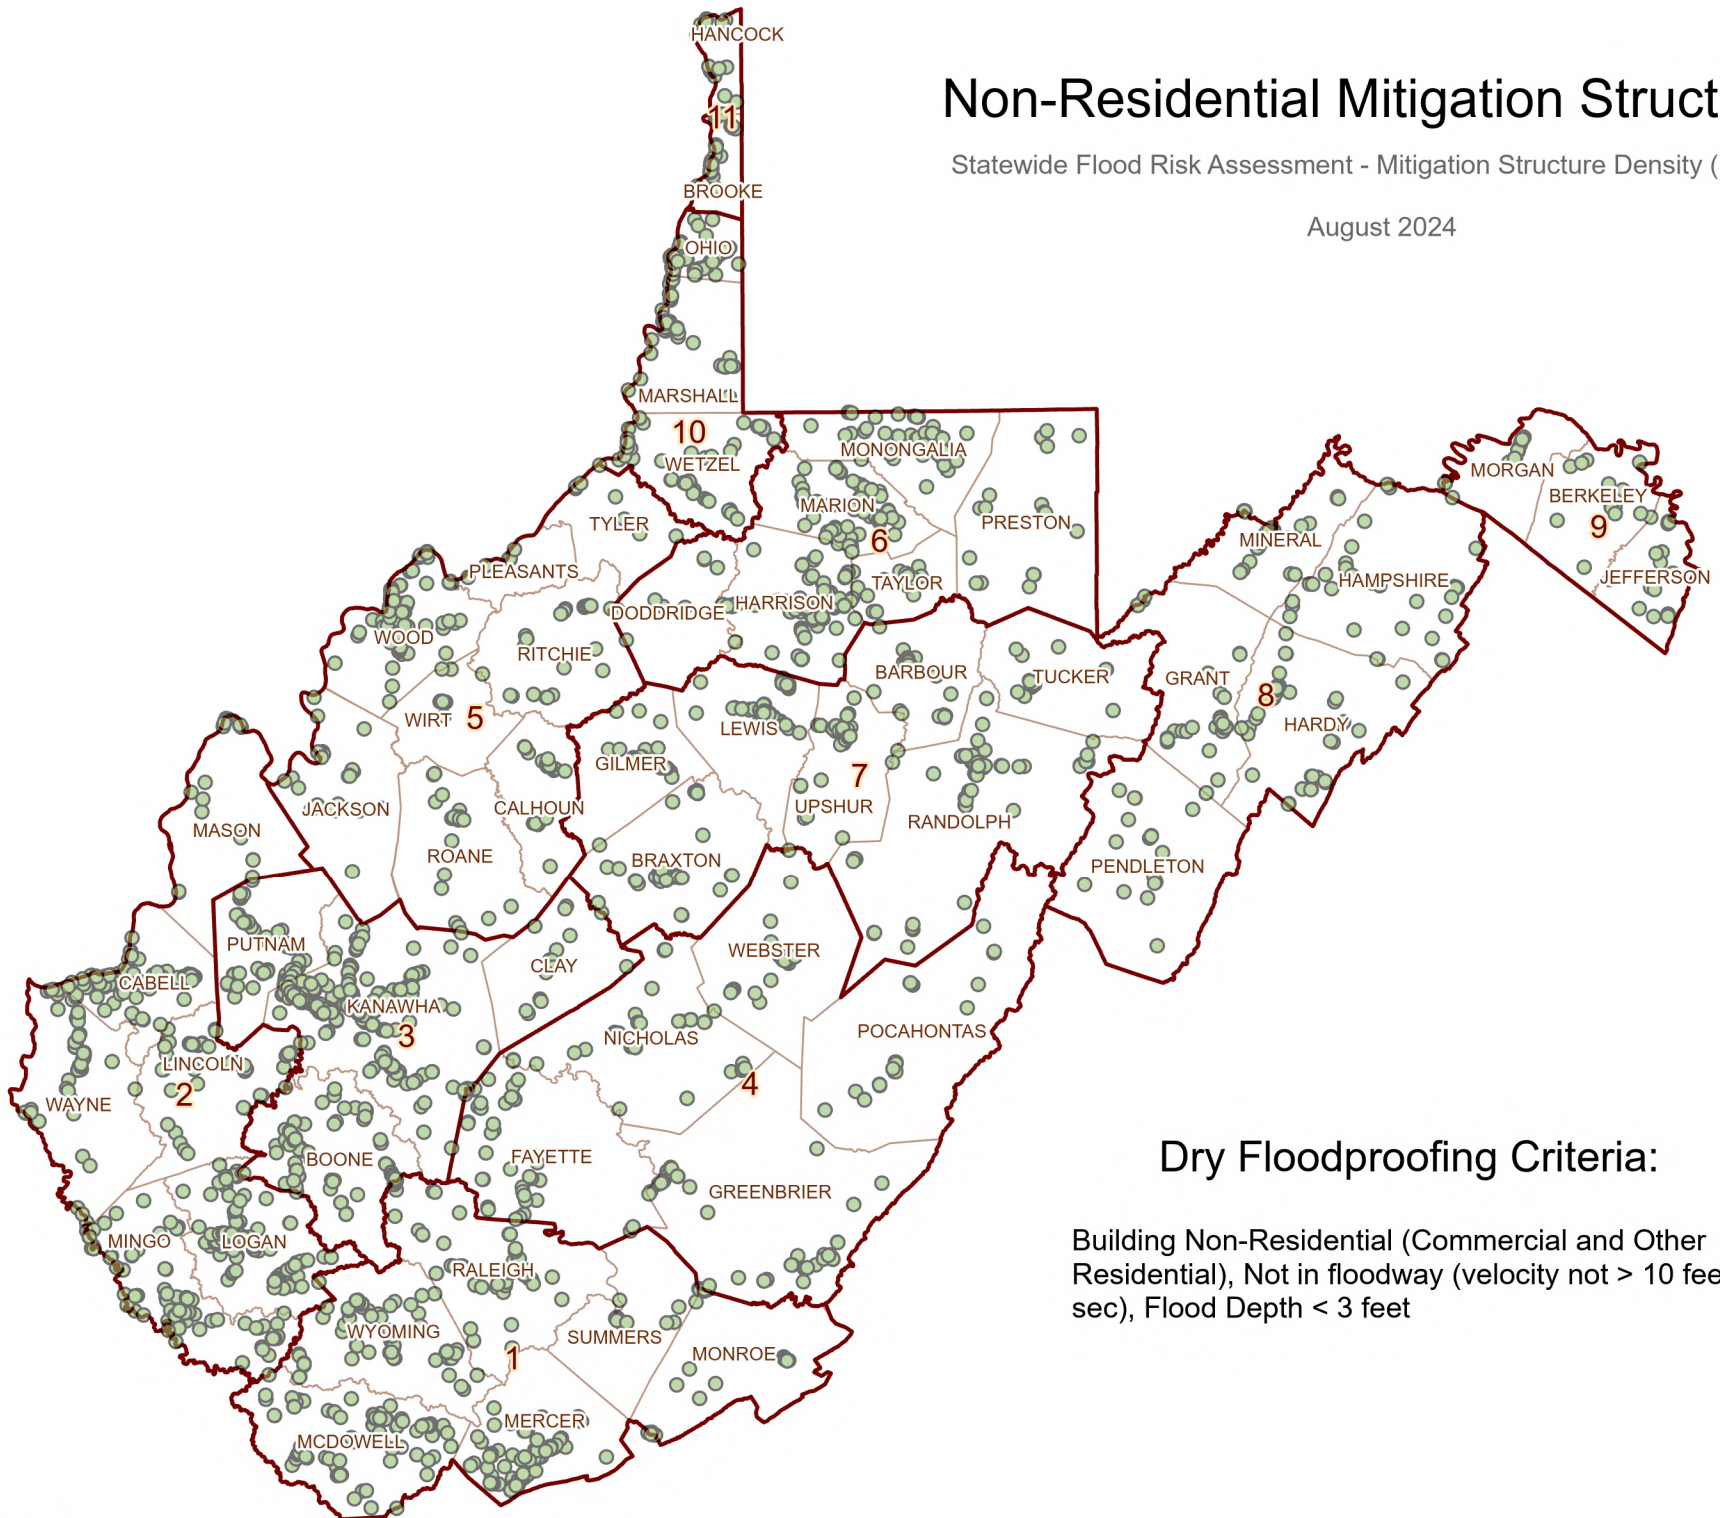 HANCOCK
Non-Residential Mitigation Struct
11
Statewide Flood Risk Assessment - Mitigation Structure Density (
BROOKE
August 2024
OHIO
MARSHALL
10
WETZEL
MONONGALIA
MORGAN
BERKELEY
9
MARION
TYLER
PRESTON
6
MINERAL
PLEASANTS
TAYLOR
HAMPSHIRE
JEFFERSON
DODDRIDGE
HARRISON
WOOD
RITCHIE
BARBOUR
TUCKER
GRANT
8
WIRT
5
LEWIS
HARDY
GILMER
7
JACKSON
CALHOUN
UPSHUR
RANDOLPH
MASON
ROANE
BRAXTON
PENDLETON
PUTNAM
WEBSTER
CLAY
CABELL
KANAWHA
3
NICHOLAS
POCAHONTAS
LINCOLN
2
4
WAYNE
BOONE
FAYETTE
Dry Floodproofing Criteria:
GREENBRIER
MINGO
LOGAN
Building Non-Residential (Commercial and Other
RALEIGH
Residential), Not in floodway (velocity not > 10 fee
sec), Flood Depth < 3 feet
WYOMING
SUMMERS
1
MONROE
MERCER
MCDOWELL